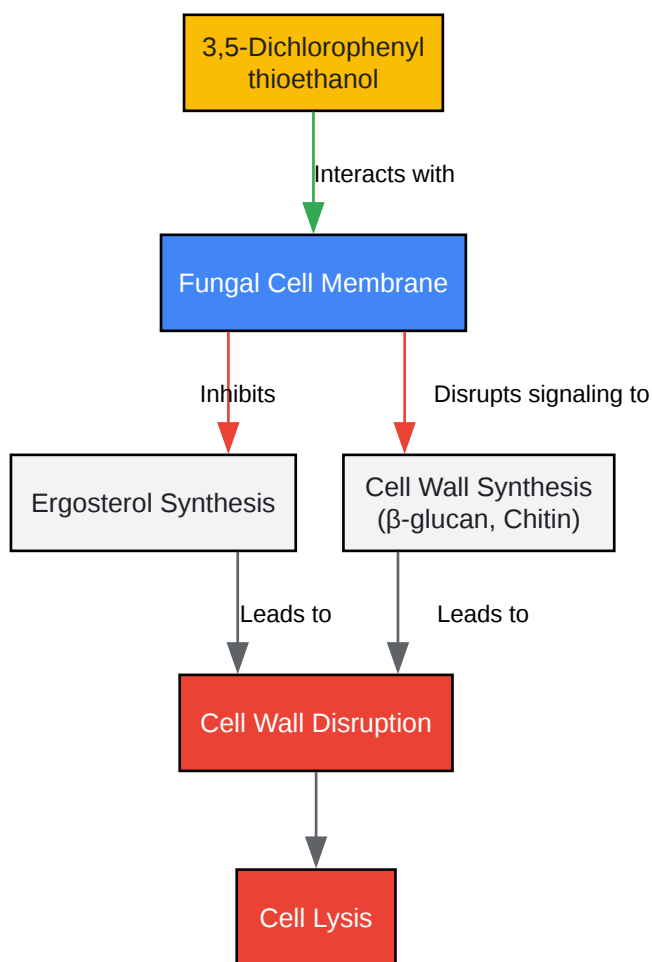 3,5-Dichlorophenyl
thioethanol
Interacts with
Fungal Cell Membrane
Inhibits
Disrupts signaling to
Ergosterol Synthesis
Cell Wall Synthesis
(β-glucan, Chitin)
Leads to
Leads to
Cell Wall Disruption
Cell Lysis